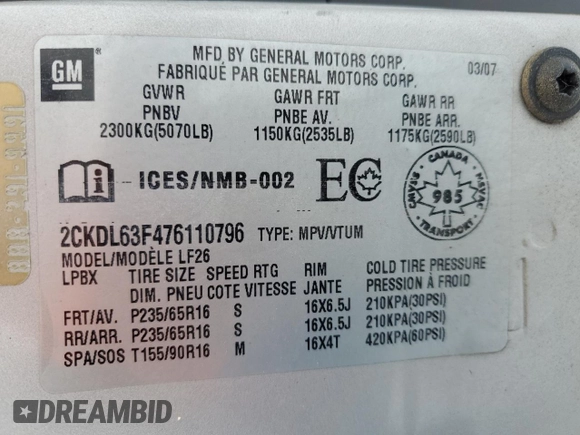 GM
MFD BY GENERAL MOTORS CORP.
FABRIQUÉ PAR GENERAL MOTORS CORP.
03/07
GVWR GAWR FRT GAWR RR
PNBV PNBE AV. PNBE ARR.
2300KG(5070LB) 1150KG(2535LB) 1175KG(2590LB)
i ICES/NMB-002 EC
CANADA
CMVSS
NSVAC
985
2CKDL63F476110796 TYPE: MPV/VTUM
MODEL/MODÈLE LF26
LPBX TIRE SIZE SPEED RTG RIM COLD TIRE PRESSURE
DIM. PNEU COTE VITESSE JANTE PRESSION À FROID
FRT/AV. P235/65R16 S 16X6.5J 210KPA(30PSI)
RR/ARR. P235/65R16 S 16X6.5J 210KPA(30PSI)
SPA/SOS T155/90R16 M 16X4T 420KPA(60PSI)
DREAMBID